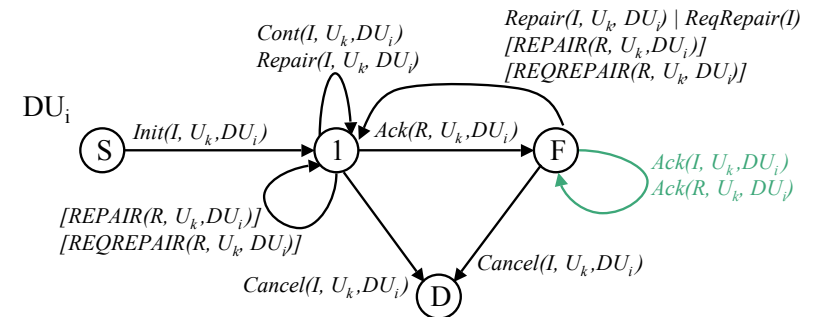 Cont(I, U_k,DU_i)
Repair(I, U_k, DU_i)
Repair(I, U_k, DU_i) | ReqRepair(I)
[REPAIR(R, U_k,DU_i)]
[REQREPAIR(R, U_k, DU_i)]
DU_i
S
Init(I, U_k,DU_i)
1
Ack(R, U_k,DU_i)
F
Ack(I, U_k,DU_i)
Ack(R, U_k, DU_i)
[REPAIR(R, U_k,DU_i)]
[REQREPAIR(R, U_k, DU_i)]
Cancel(I, U_k,DU_i)
D
Cancel(I, U_k,DU_i)